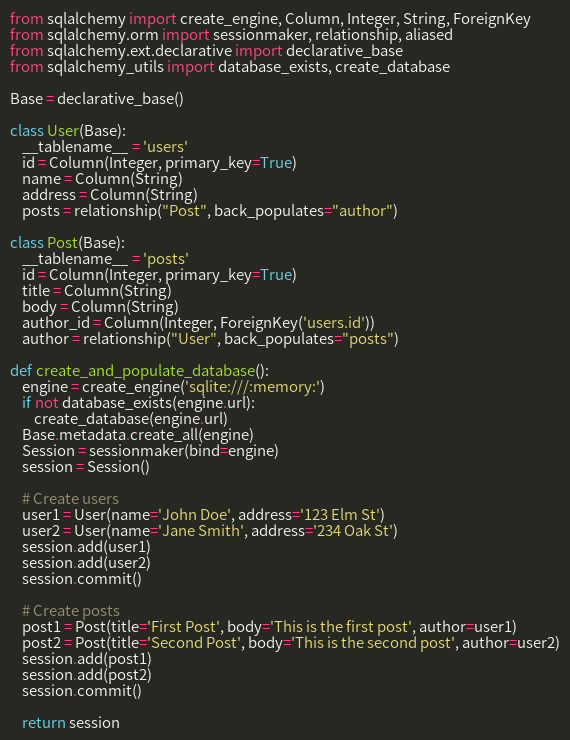 from sqlalchemy import create_engine, Column, Integer, String, ForeignKey
from sqlalchemy.orm import sessionmaker, relationship, aliased
from sqlalchemy.ext.declarative import declarative_base
from sqlalchemy_utils import database_exists, create_database

Base = declarative_base()

class User(Base):
    __tablename__ = 'users'
    id = Column(Integer, primary_key=True)
    name = Column(String)
    address = Column(String)
    posts = relationship("Post", back_populates="author")

class Post(Base):
    __tablename__ = 'posts'
    id = Column(Integer, primary_key=True)
    title = Column(String)
    body = Column(String)
    author_id = Column(Integer, ForeignKey('users.id'))
    author = relationship("User", back_populates="posts")

def create_and_populate_database():
    engine = create_engine('sqlite:///:memory:')
    if not database_exists(engine.url):
        create_database(engine.url)
    Base.metadata.create_all(engine)
    Session = sessionmaker(bind=engine)
    session = Session()

    # Create users
    user1 = User(name='John Doe', address='123 Elm St')
    user2 = User(name='Jane Smith', address='234 Oak St')
    session.add(user1)
    session.add(user2)
    session.commit()

    # Create posts
    post1 = Post(title='First Post', body='This is the first post', author=user1)
    post2 = Post(title='Second Post', body='This is the second post', author=user2)
    session.add(post1)
    session.add(post2)
    session.commit()

    return session